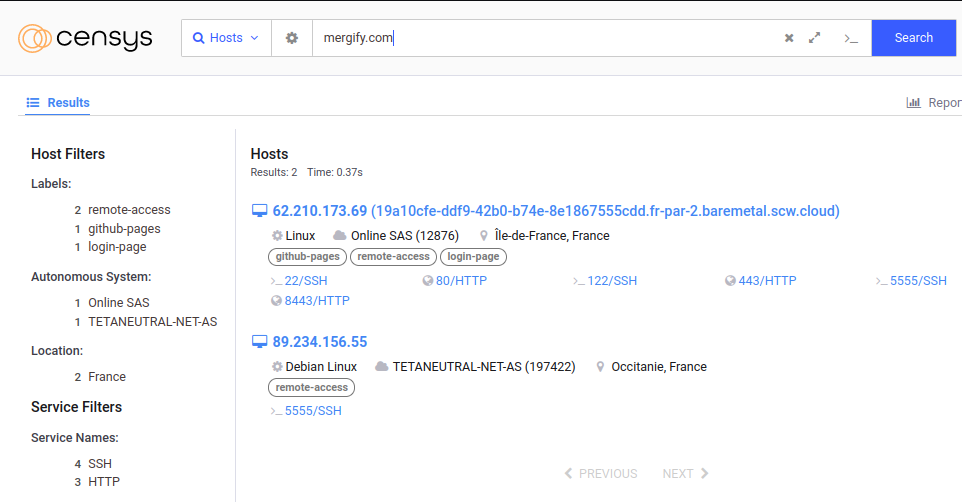 censys
Hosts
mergify.com
>_
Search
Results
Repor
Host Filters
Labels:
2 remote-access
1 github-pages
1 login-page
Autonomous System:
1 Online SAS
1 TETANEUTRAL-NET-AS
Location:
2 France
Service Filters
Service Names:
4 SSH
3 HTTP
Hosts
Results: 2 Time: 0.37s
62.210.173.69 (19a10cfe-ddf9-42b0-b74e-8e1867555cdd.fr-par-2.baremetal.scw.cloud)
Linux Online SAS (12876) Île-de-France, France
github-pages remote-access login-page
>_ 22/SSH 80/HTTP >_ 122/SSH 443/HTTP >_ 5555/SSH
8443/HTTP
89.234.156.55
Debian Linux TETANEUTRAL-NET-AS (197422) Occitanie, France
remote-access
>_ 5555/SSH
PREVIOUS NEXT